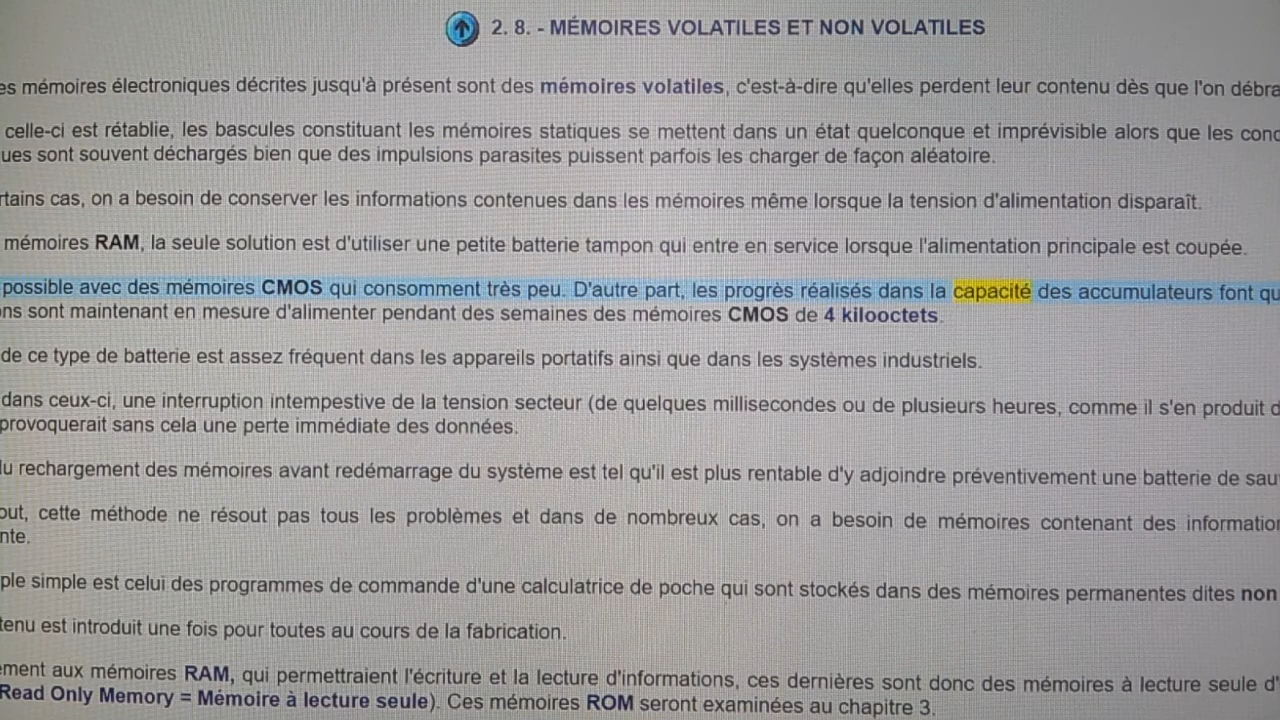 2. 8. - MÉMOIRES VOLATILES ET NON VOLATILES
es mémoires électroniques décrites jusqu'à présent sont des mémoires volatiles, c'est-à-dire qu'elles perdent leur contenu dès que l'on débra
celle-ci est rétablie, les bascules constituant les mémoires statiques se mettent dans un état quelconque et imprévisible alors que les cond
ues sont souvent déchargés bien que des impulsions parasites puissent parfois les charger de façon aléatoire.
rtains cas, on a besoin de conserver les informations contenues dans les mémoires même lorsque la tension d'alimentation disparaît.
mémoires RAM, la seule solution est d'utiliser une petite batterie tampon qui entre en service lorsque l'alimentation principale est coupée.
possible avec des mémoires CMOS qui consomment très peu. D'autre part, les progrès réalisés dans la capacité des accumulateurs font qu
ns sont maintenant en mesure d'alimenter pendant des semaines des mémoires CMOS de 4 kilooctets.
de ce type de batterie est assez fréquent dans les appareils portatifs ainsi que dans les systèmes industriels.
dans ceux-ci, une interruption intempestive de la tension secteur (de quelques millisecondes ou de plusieurs heures, comme il s'en produit d
provoquerait sans cela une perte immédiate des données.
du rechargement des mémoires avant redémarrage du système est tel qu'il est plus rentable d'y adjoindre préventivement une batterie de sau
out, cette méthode ne résout pas tous les problèmes et dans de nombreux cas, on a besoin de mémoires contenant des information
nte.
ple simple est celui des programmes de commande d'une calculatrice de poche qui sont stockés dans des mémoires permanentes dites non
tenu est introduit une fois pour toutes au cours de la fabrication.
ement aux mémoires RAM, qui permettraient l'écriture et la lecture d'informations, ces dernières sont donc des mémoires à lecture seule d'
Read Only Memory = Mémoire à lecture seule). Ces mémoires ROM seront examinées au chapitre 3.